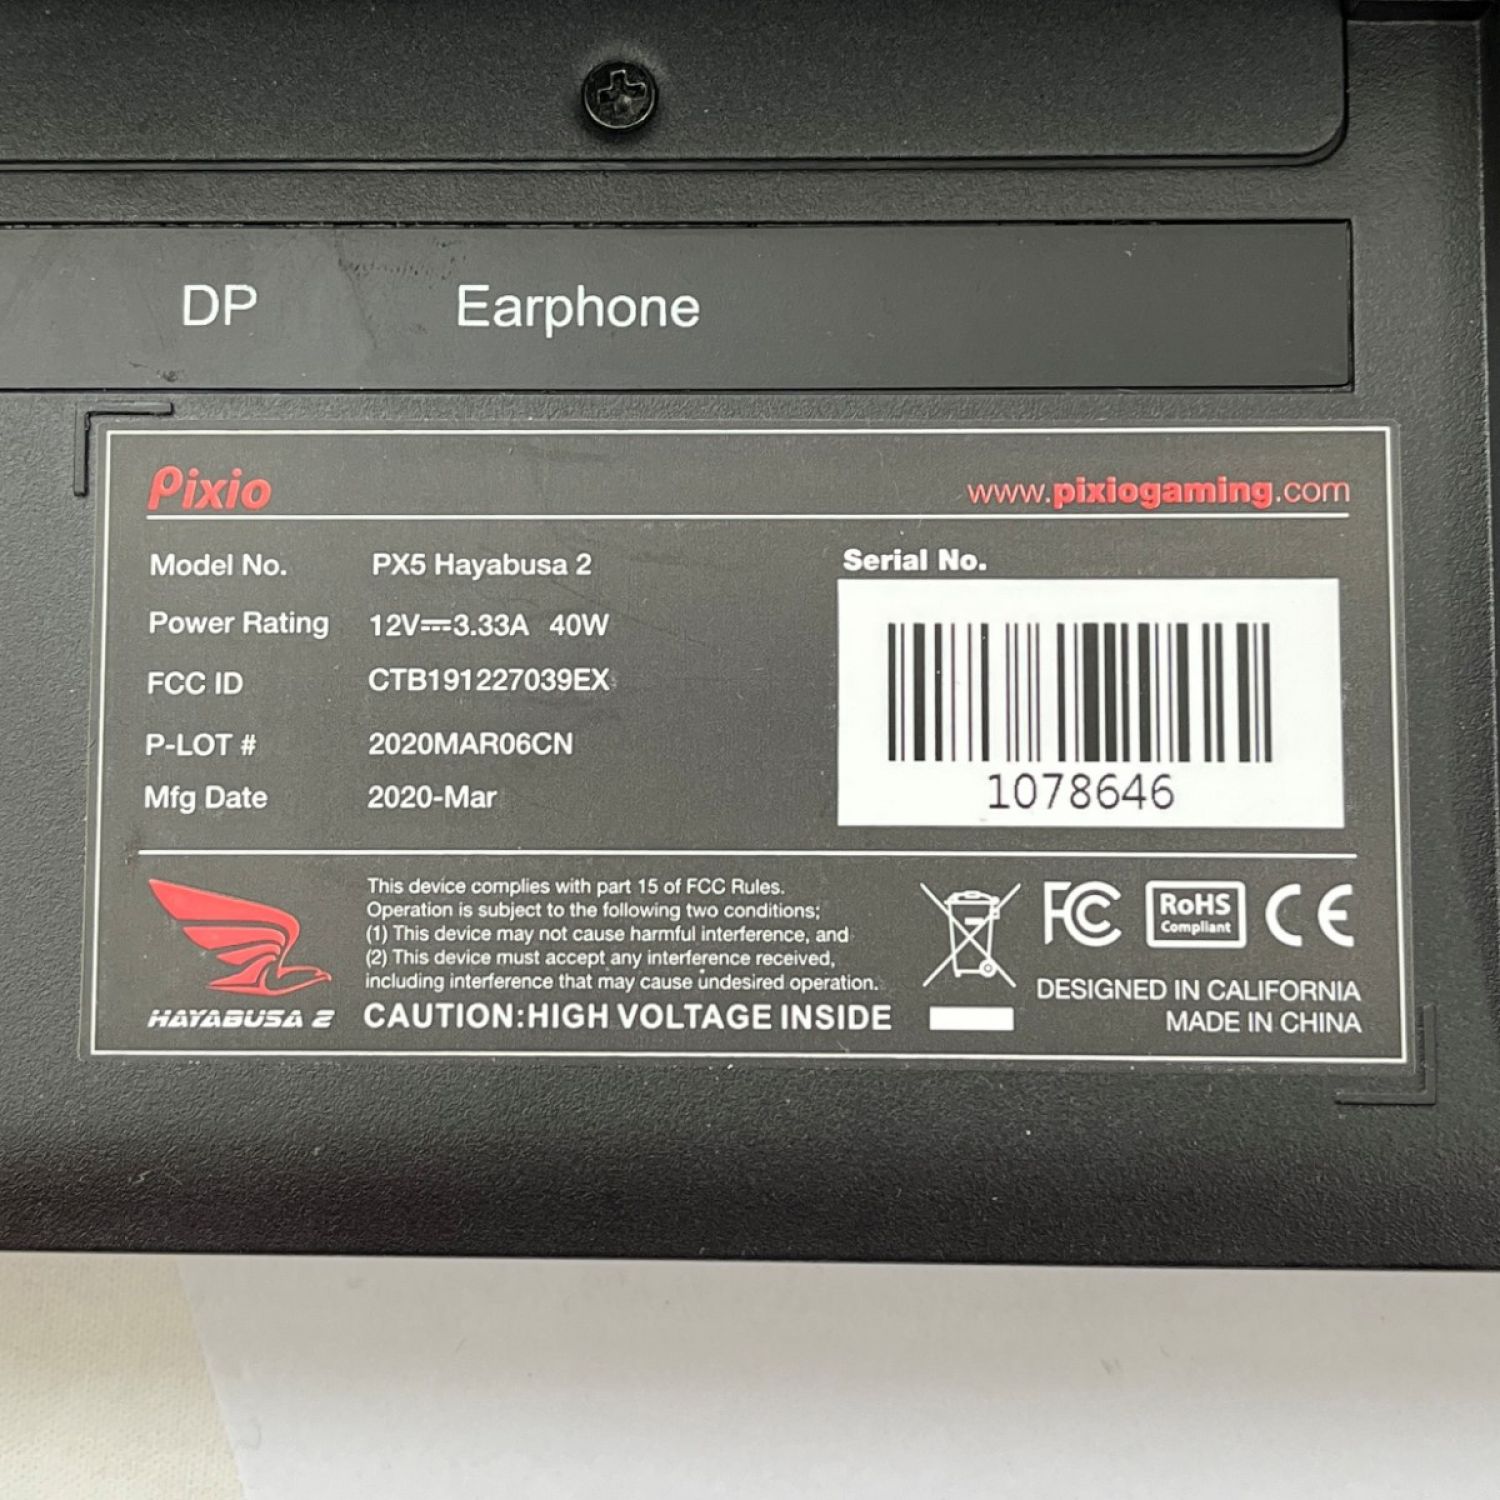 DP Earphone
Pixio www.pixiogaming.com
Model No. PX5 Hayabusa 2
Power Rating 12V⎓3.33A 40W
FCC ID CTB191227039EX
P-LOT # 2020MAR06CN
Mfg Date 2020-Mar
Serial No.
1078646
This device complies with part 15 of FCC Rules.
Operation is subject to the following two conditions;
(1) This device may not cause harmful interference, and
(2) This device must accept any interference received,
including interference that may cause undesired operation.
CAUTION:HIGH VOLTAGE INSIDE
HAYABUSA 2
FC RoHS CE
Compliant
DESIGNED IN CALIFORNIA
MADE IN CHINA